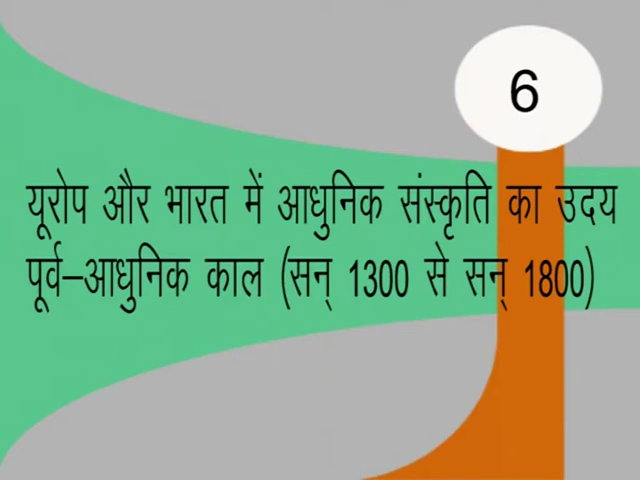 6
यूरोप और भारत में आधुनिक संस्कृति का उदय
पूर्व–आधुनिक काल (सन् 1300 से सन् 1800)